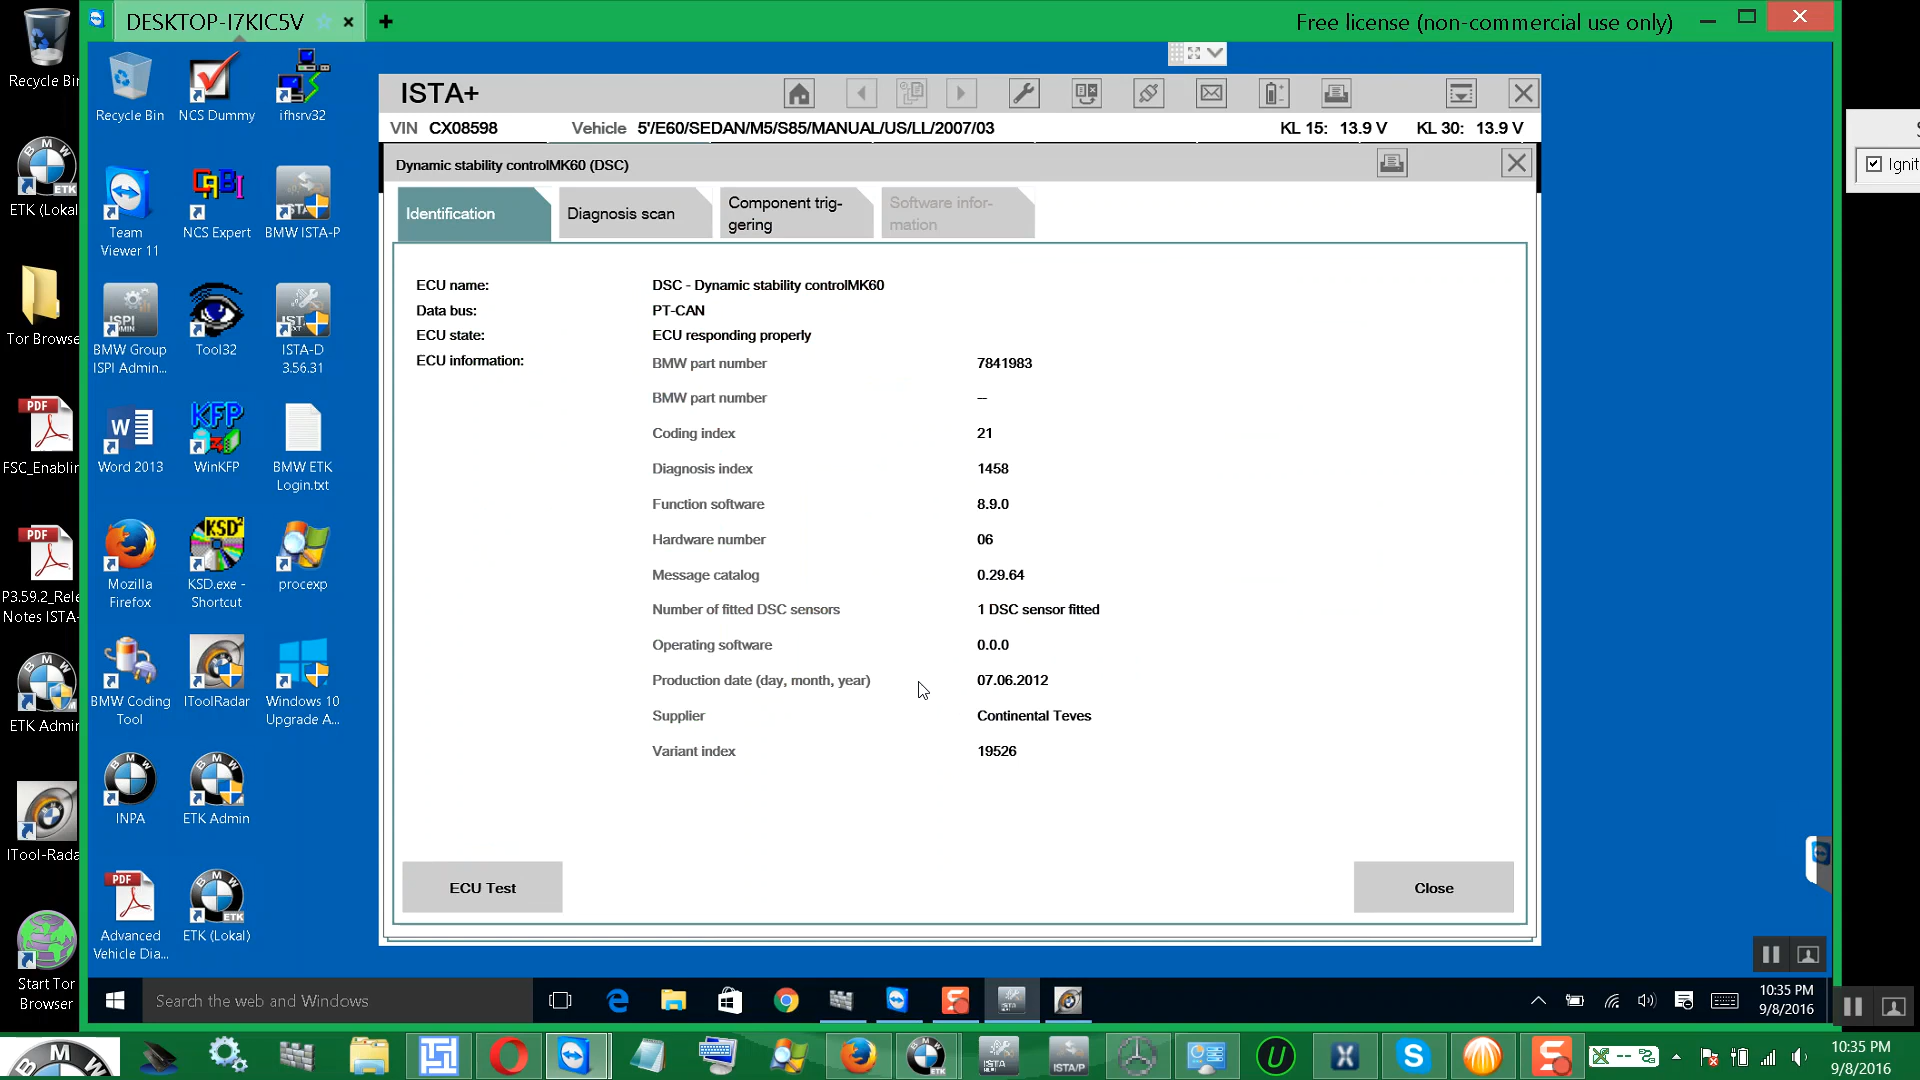 DESKTOP-I7KIC5V
Free license (non-commercial use only)
Recycle Bin
ETK (Lokal
Tor Browse
PDF
FSC_Enablin
PDF
P3.59.2_Rele
Notes ISTA-
ETK
ETK Admin
ITool-Rada
Start Tor
Browser
Recycle Bin
NCS Dummy
ifhsrv32
Team
Viewer 11
NCS Expert
BMW ISTA-P
BMW Group
ISPI Admin...
Tool32
ISTA-D
3.56.31
Word 2013
WinKFP
BMW ETK
Login.txt
Mozilla
Firefox
KSD.exe -
Shortcut
procexp
BMW Coding
Tool
IToolRadar
Windows 10
Upgrade A...
INPA
ETK Admin
Advanced
Vehicle Dia...
ETK (Lokal)
ISTA+
VIN CX08598 Vehicle 5'/E60/SEDAN/M5/S85/MANUAL/US/LL/2007/03 KL 15: 13.9 V KL 30: 13.9 V
Dynamic stability controlMK60 (DSC)
Identification
Diagnosis scan
Component trig-
gering
Software infor-
mation
ECU name: DSC - Dynamic stability controlMK60
Data bus: PT-CAN
ECU state: ECU responding properly
ECU information: BMW part number 7841983
BMW part number --
Coding index 21
Diagnosis index 1458
Function software 8.9.0
Hardware number 06
Message catalog 0.29.64
Number of fitted DSC sensors 1 DSC sensor fitted
Operating software 0.0.0
Production date (day, month, year) 07.06.2012
Supplier Continental Teves
Variant index 19526
ECU Test
Close
Ignit
Search the web and Windows
10:35 PM
9/8/2016
10:35 PM
9/8/2016